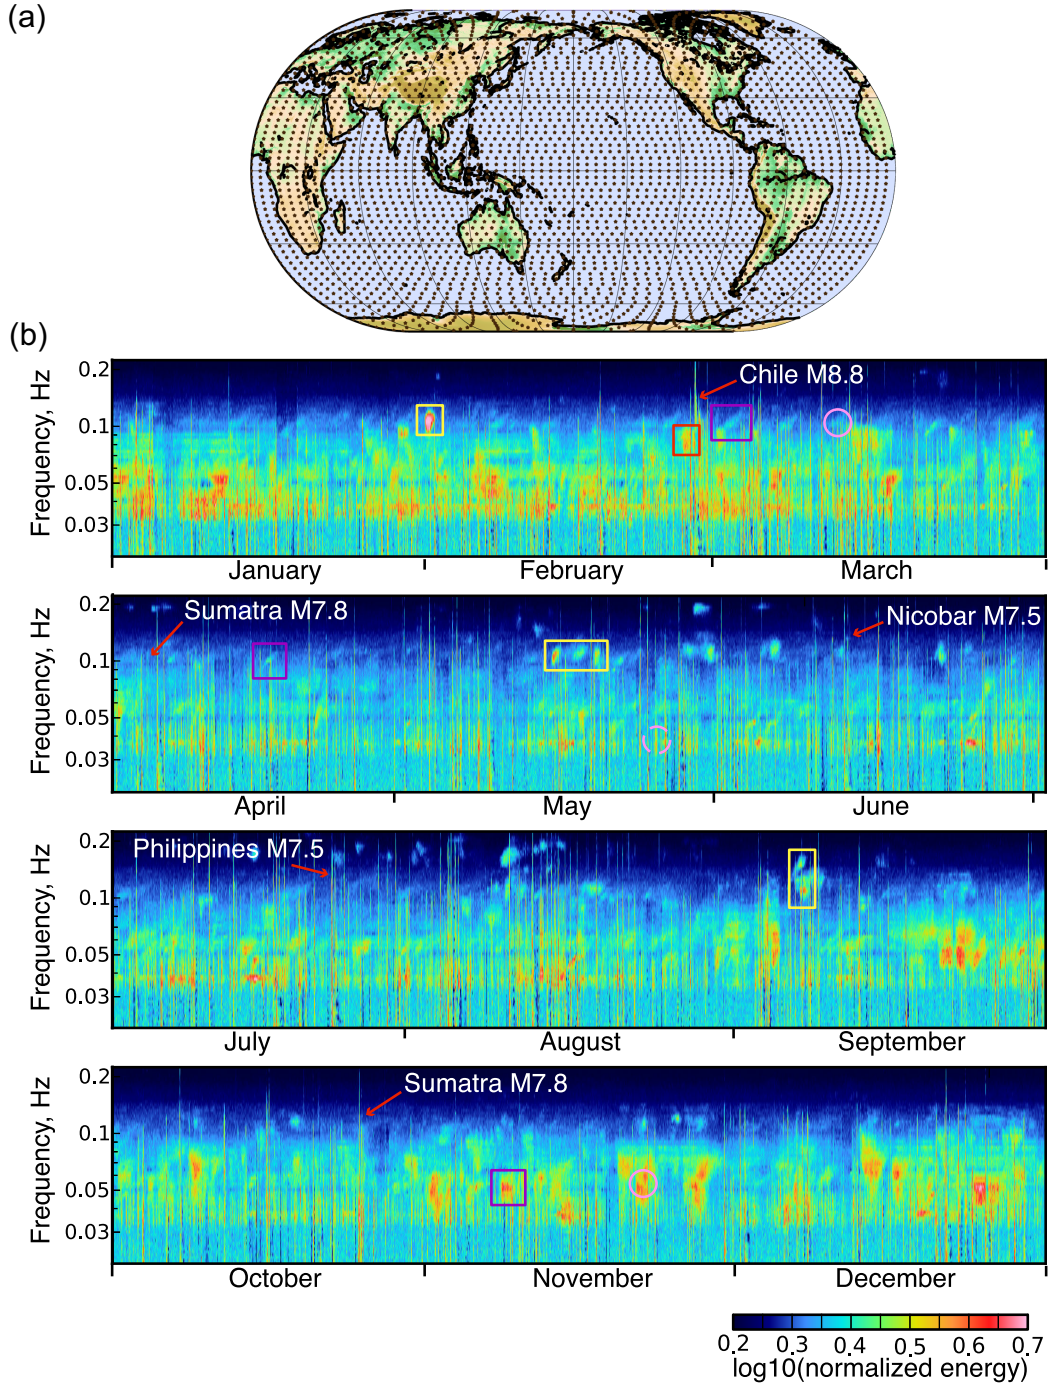 (a)
(b)
Frequency, Hz
0.2
0.1
0.05
0.03
Chile M8.8
January February March
Frequency, Hz
0.2
0.1
0.05
0.03
Sumatra M7.8
Nicobar M7.5
April May June
Frequency, Hz
0.2
0.1
0.05
0.03
Philippines M7.5
July August September
Frequency, Hz
0.2
0.1
0.05
0.03
Sumatra M7.8
October November December
0.2 0.3 0.4 0.5 0.6 0.7
log10(normalized energy)